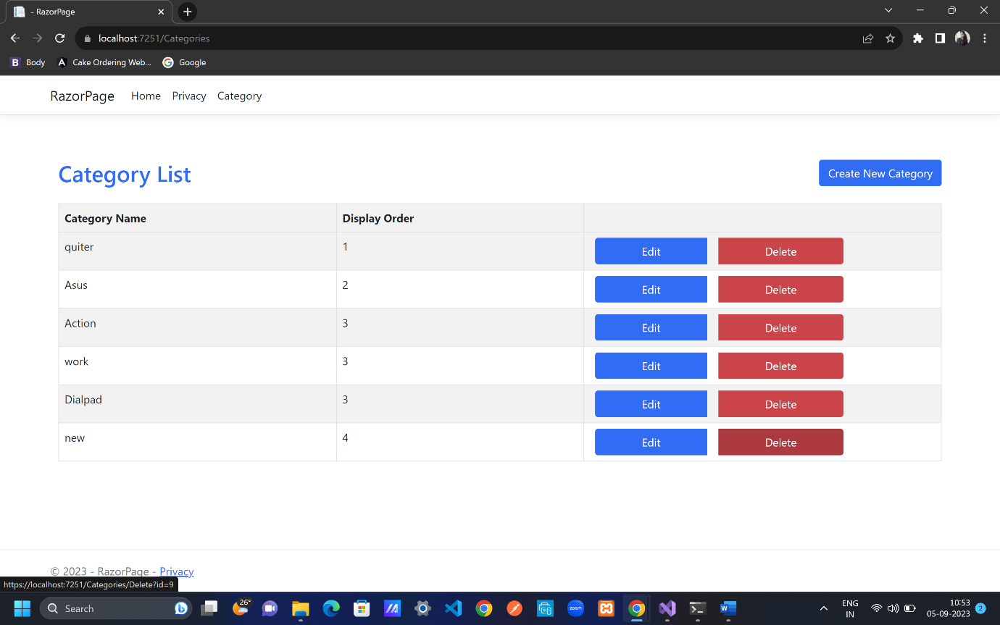 - RazorPage
localhost:7251/Categories
B Body Cake Ordering Web... Google
RazorPage Home Privacy Category
Category List Create New Category
Category Name Display Order
quiter 1 Edit Delete
Asus 2 Edit Delete
Action 3 Edit Delete
work 3 Edit Delete
Dialpad 3 Edit Delete
new 4 Edit Delete
© 2023 - RazorPage - Privacy
https://localhost:7251/Categories/Delete?id=9
Search 26° zoom W ENG 10:53
IN 05-09-2023 2